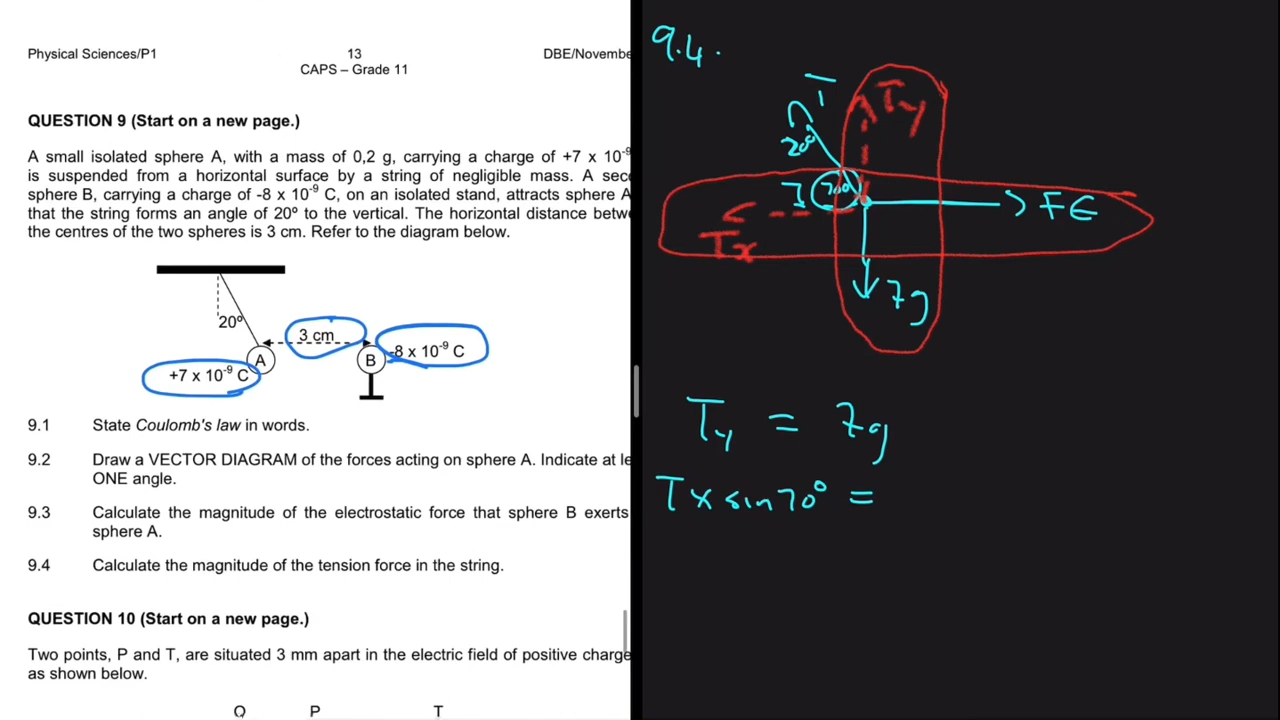 Physical Sciences/P1 13 DBE/Novembe
CAPS – Grade 11
QUESTION 9 (Start on a new page.)
A small isolated sphere A, with a mass of 0,2 g, carrying a charge of +7 x 10⁻⁹
is suspended from a horizontal surface by a string of negligible mass. A sec
sphere B, carrying a charge of -8 x 10⁻⁹ C, on an isolated stand, attracts sphere A
that the string forms an angle of 20º to the vertical. The horizontal distance betw
the centres of the two spheres is 3 cm. Refer to the diagram below.
20º
3 cm
A
B
-8 x 10⁻⁹ C
+7 x 10⁻⁹ C
9.1 State Coulomb's law in words.
9.2 Draw a VECTOR DIAGRAM of the forces acting on sphere A. Indicate at le
ONE angle.
9.3 Calculate the magnitude of the electrostatic force that sphere B exerts
sphere A.
9.4 Calculate the magnitude of the tension force in the string.
QUESTION 10 (Start on a new page.)
Two points, P and T, are situated 3 mm apart in the electric field of positive charge
as shown below.
Q P T
9.4.
T
Ty
20º
70º
FE
Tx
Fg
Ty = Fg
T x sin70° =